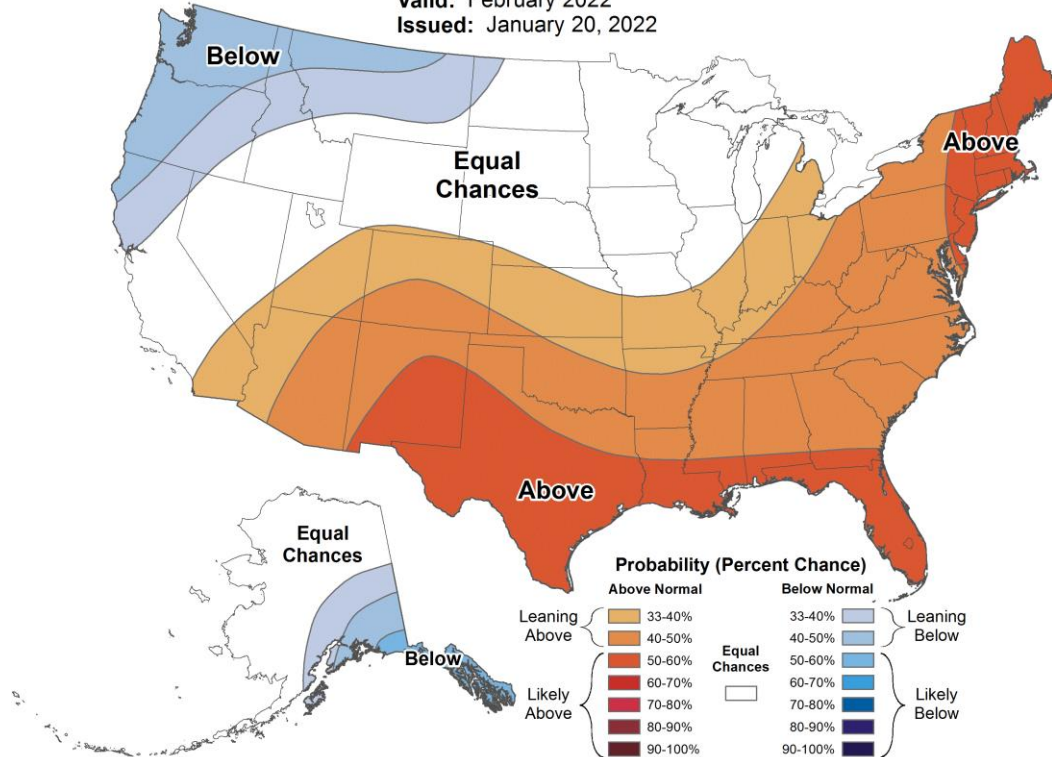 Valid: February 2022
Issued: January 20, 2022
Below
Above
Equal
Chances
Above
Equal
Chances
Below
Probability (Percent Chance)
Above Normal
Below Normal
Leaning
Above
33-40%
40-50%
Likely
Above
50-60%
60-70%
70-80%
80-90%
90-100%
Equal
Chances
33-40%
40-50%
Leaning
Below
50-60%
60-70%
70-80%
80-90%
90-100%
Likely
Below